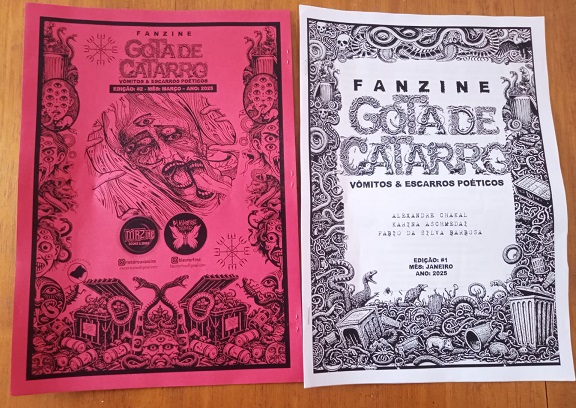 FANZINE
GOTA DE
CATARRO
VÔMITOS & ESCARROS POÉTICOS
EDIÇÃO: #2 - MÊS: MARÇO - ANO: 2025
FANZINE
GOTA DE
CATARRO
VÔMITOS & ESCARROS POÉTICOS
ALEXANDRE CHAKAL
KARINA ASCHMEDAI
FABIO DA SILVA BARBOSA
EDIÇÃO: #1
MÊS: JANEIRO
ANO: 2025